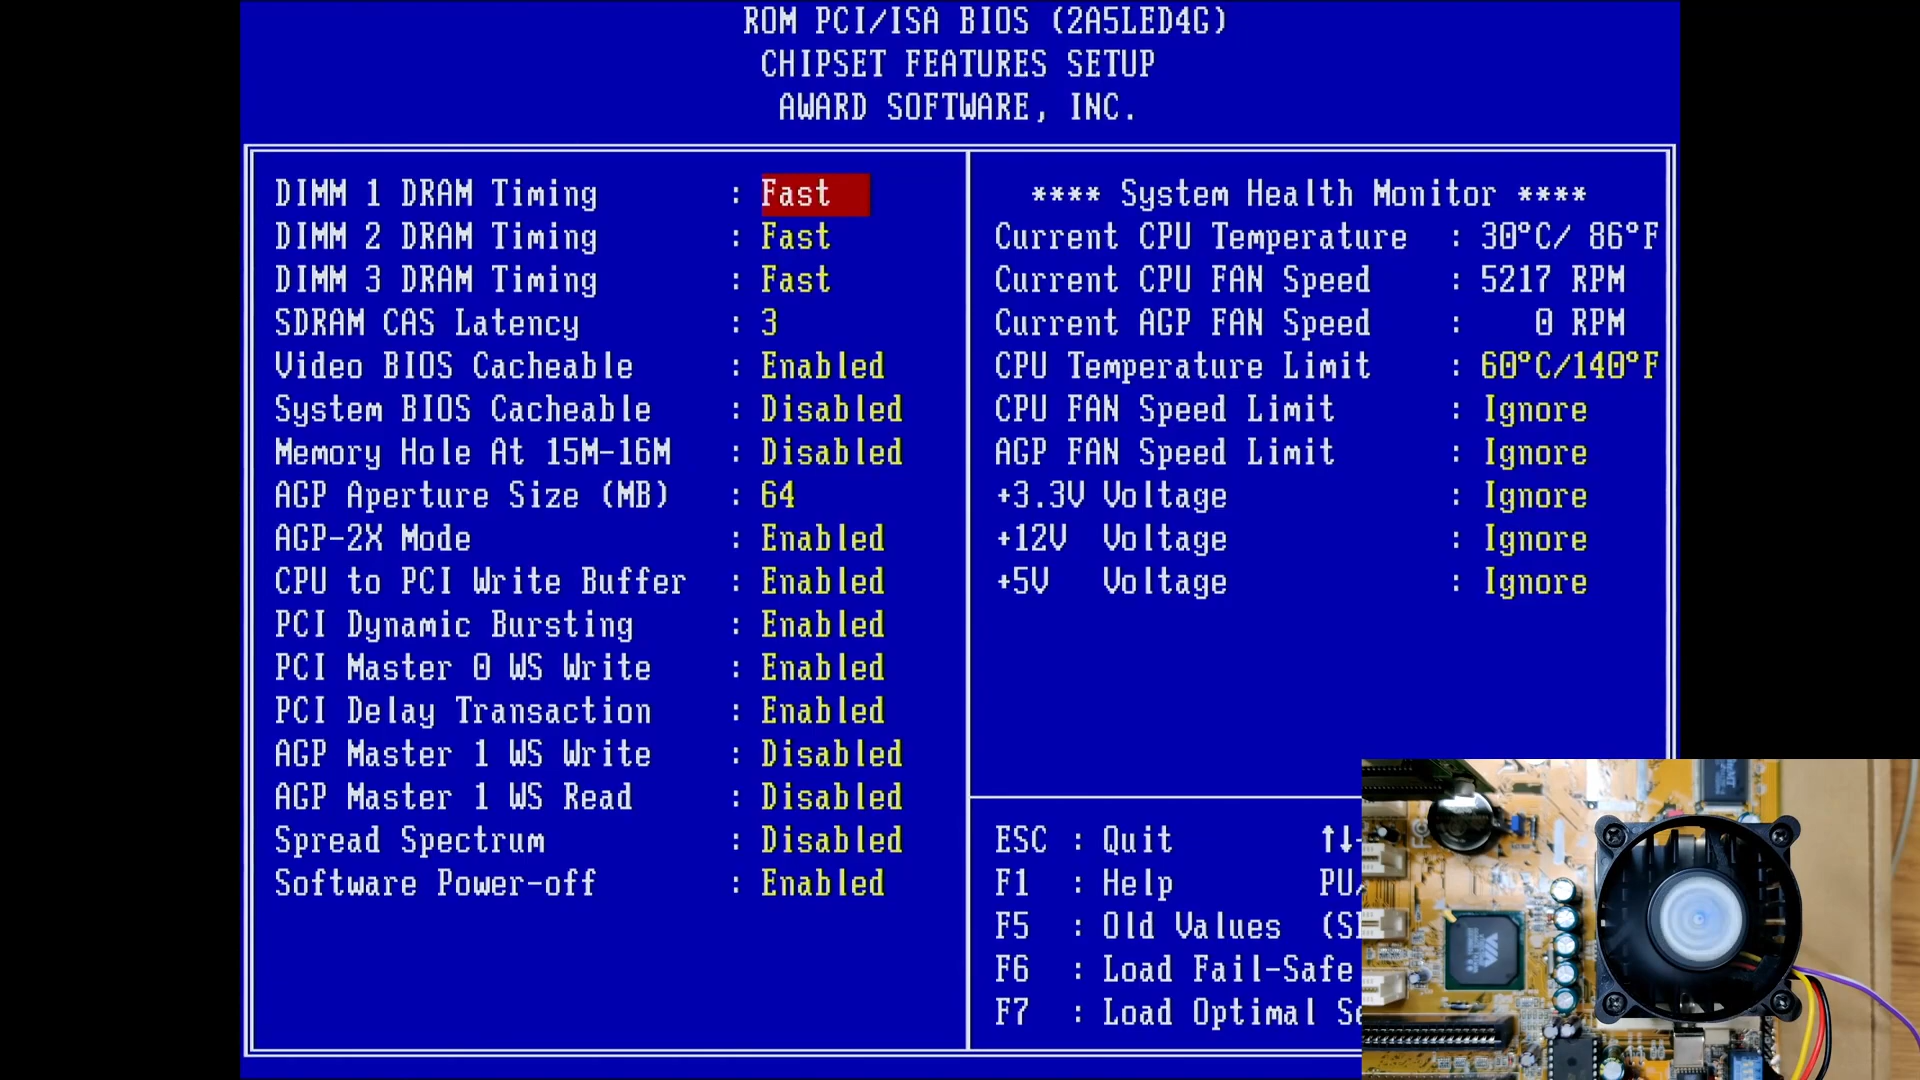 ROM PCI/ISA BIOS (2A5LED4G)
CHIPSET FEATURES SETUP
AWARD SOFTWARE, INC.
DIMM 1 DRAM Timing : Fast
DIMM 2 DRAM Timing : Fast
DIMM 3 DRAM Timing : Fast
SDRAM CAS Latency : 3
Video BIOS Cacheable : Enabled
System BIOS Cacheable : Disabled
Memory Hole At 15M-16M : Disabled
AGP Aperture Size (MB) : 64
AGP-2X Mode : Enabled
CPU to PCI Write Buffer : Enabled
PCI Dynamic Bursting : Enabled
PCI Master 0 WS Write : Enabled
PCI Delay Transaction : Enabled
AGP Master 1 WS Write : Disabled
AGP Master 1 WS Read : Disabled
Spread Spectrum : Disabled
Software Power-off : Enabled
**** System Health Monitor ****
Current CPU Temperature : 30°C/ 86°F
Current CPU FAN Speed : 5217 RPM
Current AGP FAN Speed : 0 RPM
CPU Temperature Limit : 60°C/140°F
CPU FAN Speed Limit : Ignore
AGP FAN Speed Limit : Ignore
+3.3V Voltage : Ignore
+12V Voltage : Ignore
+5V Voltage : Ignore
ESC : Quit ↑↓
F1 : Help PU/
F5 : Old Values (S
F6 : Load Fail-Safe
F7 : Load Optimal Se
VIA